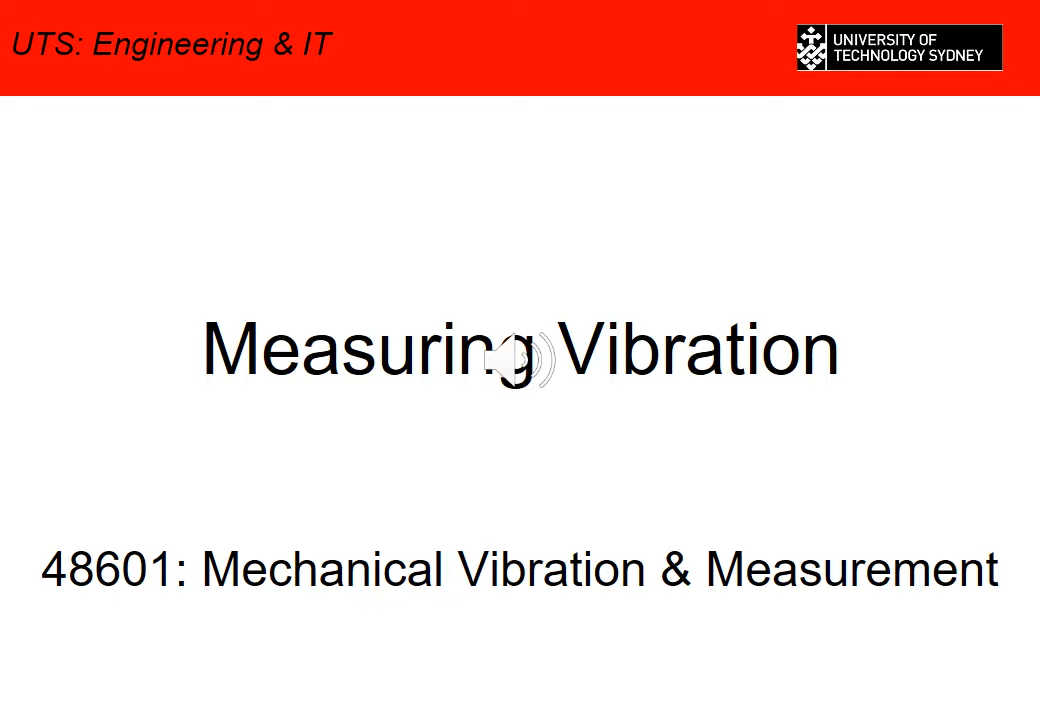 UTS: Engineering & IT
UNIVERSITY OF
TECHNOLOGY SYDNEY
Measuring Vibration
48601: Mechanical Vibration & Measurement